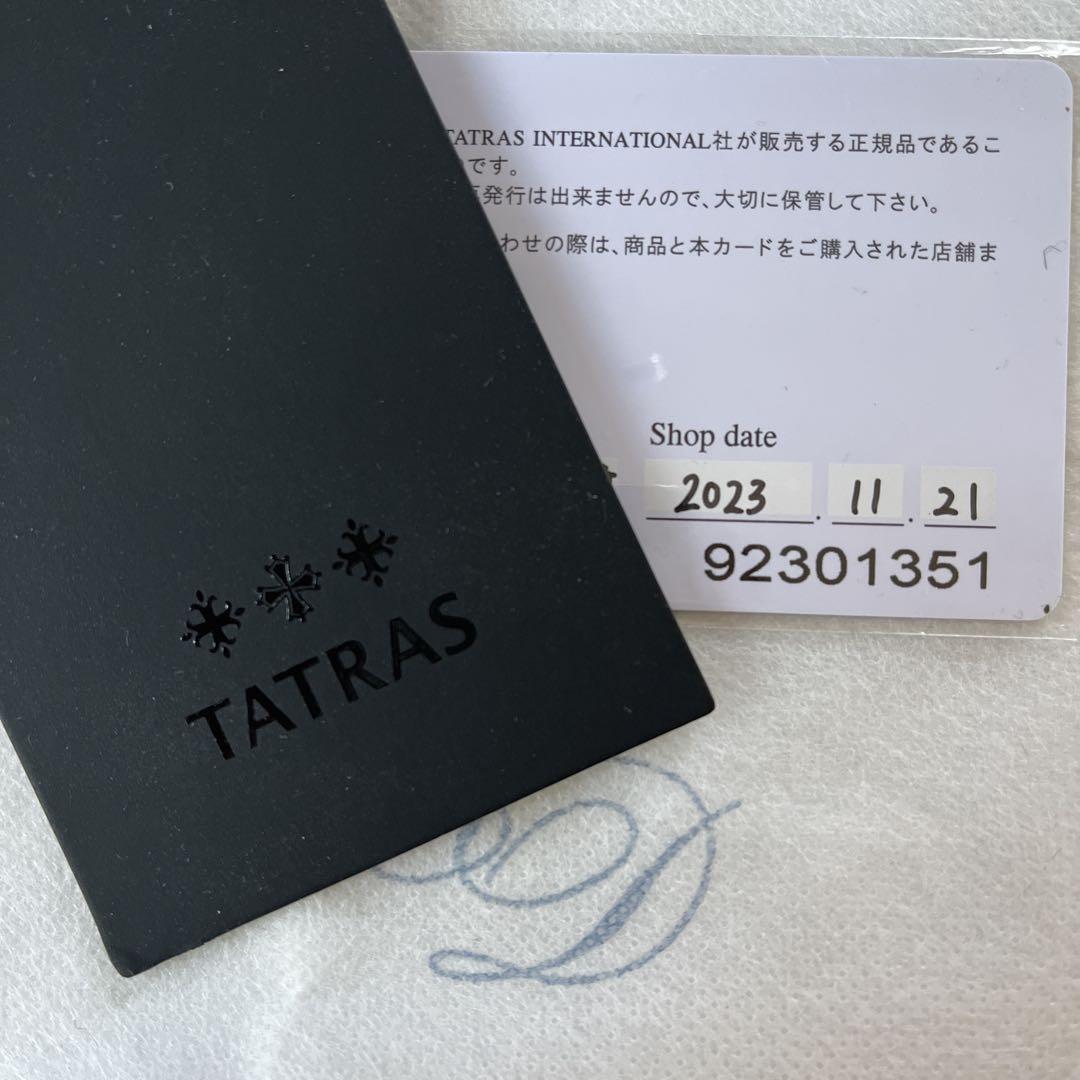 TATRAS INTERNATIONAL社が販売する正規品であるこ
のです。
再発行は出来ませんので、大切に保管して下さい。
わせの際は、商品と本カードをご購入された店舗ま
Shop date
2023.11.21
92301351
TATRAS
D